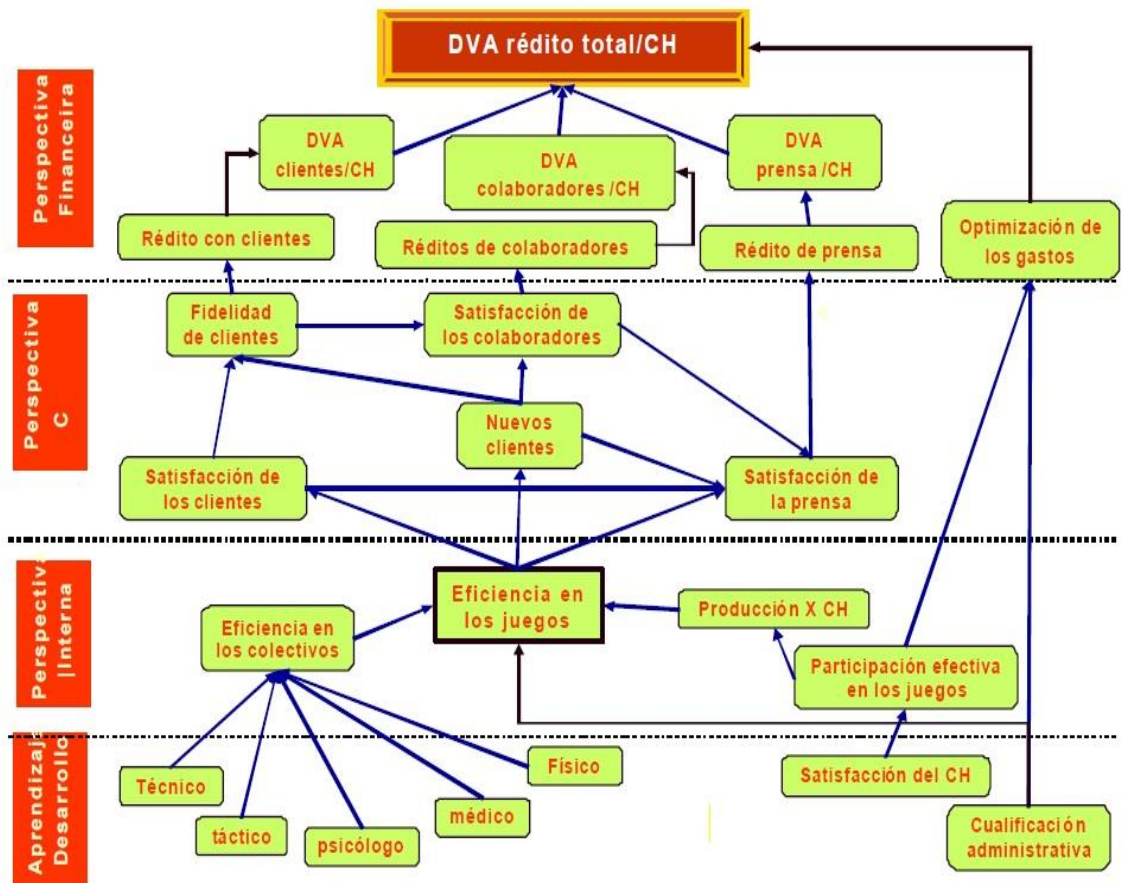 DVA rédito total/CH
Perspectiva
Financeira
DVA
clientes/CH
DVA
colaboradores /CH
DVA
prensa /CH
Rédito con clientes
Réditos de colaboradores
Rédito de prensa
Optimización de
los gastos
Perspectiva
C
Fidelidad
de clientes
Satisfacción de
los colaboradores
Nuevos
clientes
Satisfacción de
los clientes
Satisfacción de
la prensa
Perspectiva
|Interna
Eficiencia en
los juegos
Eficiencia en
los colectivos
Producción X CH
Participación efectiva
en los juegos
Aprendizaja
Desarrollo
Técnico
táctico
psicólogo
médico
Físico
Satisfacción del CH
Cualificación
administrativa